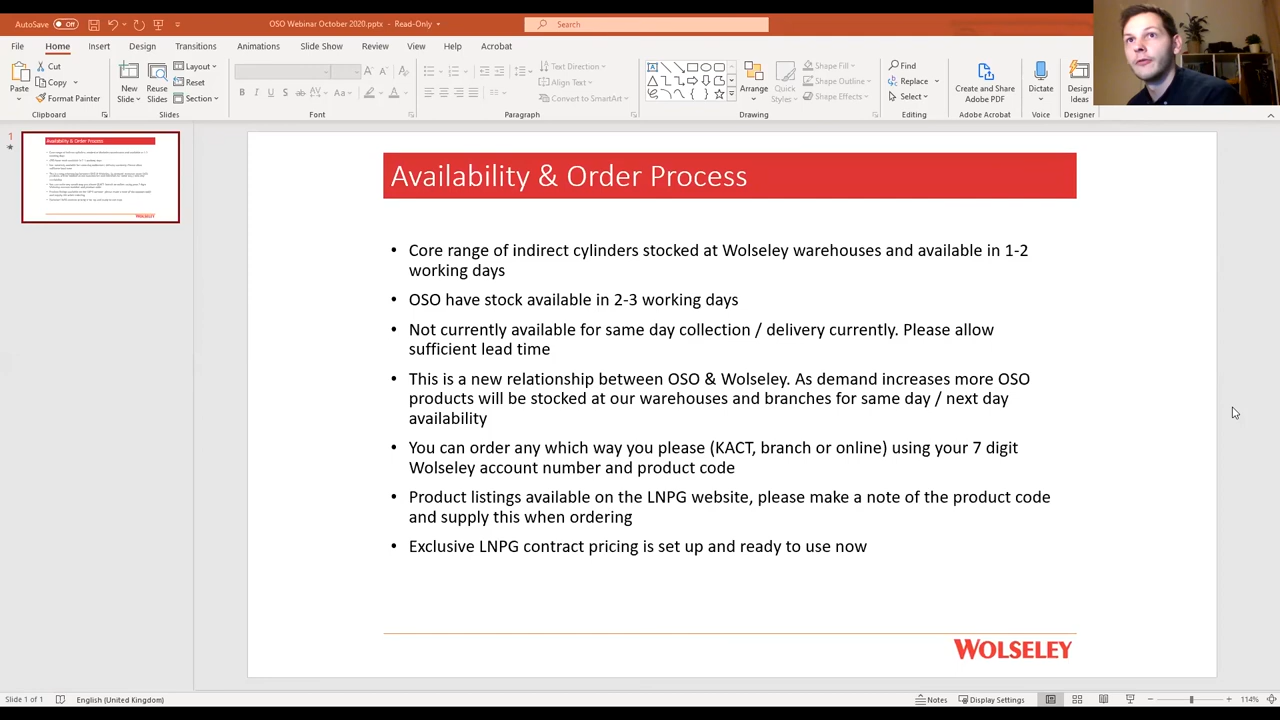 AutoSave Off OSO Webinar October 2020.pptx - Read-Only Search
File Home Insert Design Transitions Animations Slide Show Review View Help Acrobat
Paste Cut Copy Format Painter Clipboard
New Slide Reuse Slides Layout Reset Section Slides
B I U S AV Aa A A Font
Text Direction Align Text Convert to SmartArt Paragraph
Arrange Quick Styles Shape Fill Shape Outline Shape Effects Drawing
Find Replace Select Editing
Create and Share Adobe PDF Adobe Acrobat
Dictate Voice
Design Ideas Designer
1
Availability & Order Process
• Core range of indirect cylinders stocked at Wolseley warehouses and available in 1-2
working days
• OSO have stock available in 2-3 working days
• Not currently available for same day collection / delivery currently. Please allow
sufficient lead time
• This is a new relationship between OSO & Wolseley. As demand increases more OSO
products will be stocked at our warehouses and branches for same day / next day
availability
• You can order any which way you please (KACT, branch or online) using your 7 digit
Wolseley account number and product code
• Product listings available on the LNPG website, please make a note of the product code
and supply this when ordering
• Exclusive LNPG contract pricing is set up and ready to use now
WOLSELEY
Slide 1 of 1 English (United Kingdom) Notes Display Settings 114%